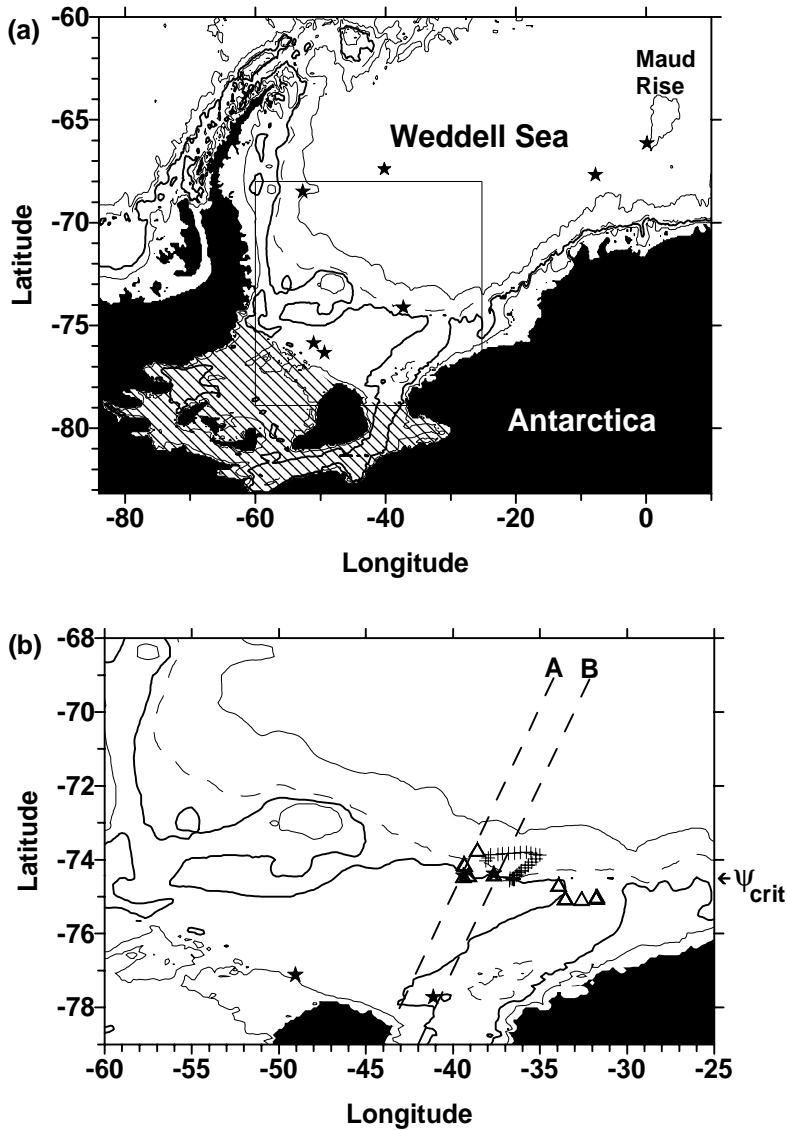 (a)
-60
-65
-70
-75
-80
Latitude
Maud
Rise
Weddell Sea
Antarctica
-80 -60 -40 -20 0
Longitude
(b)
-68
-70
-72
-74
-76
-78
Latitude
A B
←ψcrit
-60 -55 -50 -45 -40 -35 -30 -25
Longitude